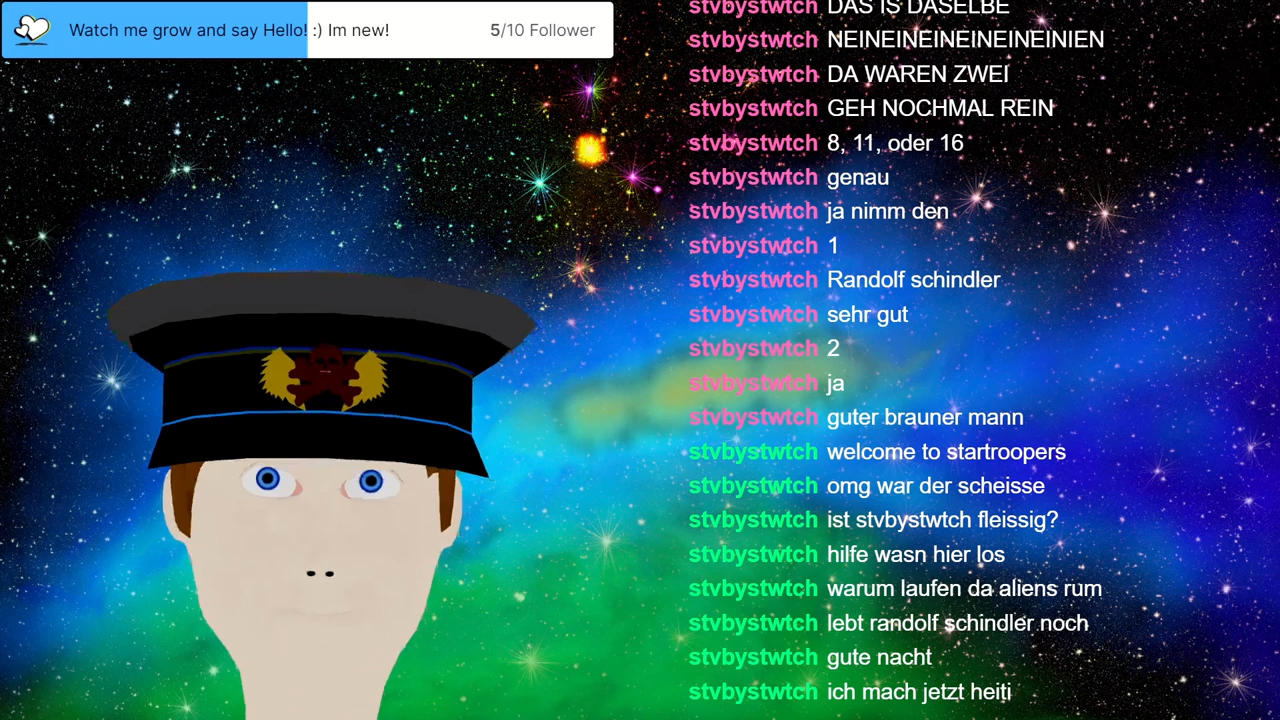 Watch me grow and say Hello! :) Im new!
5/10 Follower
stvbystwtch DAS IS DASELBE
stvbystwtch NEINEINEINEINEINEINIEN
stvbystwtch DA WAREN ZWEI
stvbystwtch GEH NOCHMAL REIN
stvbystwtch 8, 11, oder 16
stvbystwtch genau
stvbystwtch ja nimm den
stvbystwtch 1
stvbystwtch Randolf schindler
stvbystwtch sehr gut
stvbystwtch 2
stvbystwtch ja
stvbystwtch guter brauner mann
stvbystwtch welcome to startroopers
stvbystwtch omg war der scheisse
stvbystwtch ist stvbystwtch fleissig?
stvbystwtch hilfe wasn hier los
stvbystwtch warum laufen da aliens rum
stvbystwtch lebt randolf schindler noch
stvbystwtch gute nacht
stvbystwtch ich mach jetzt heiti